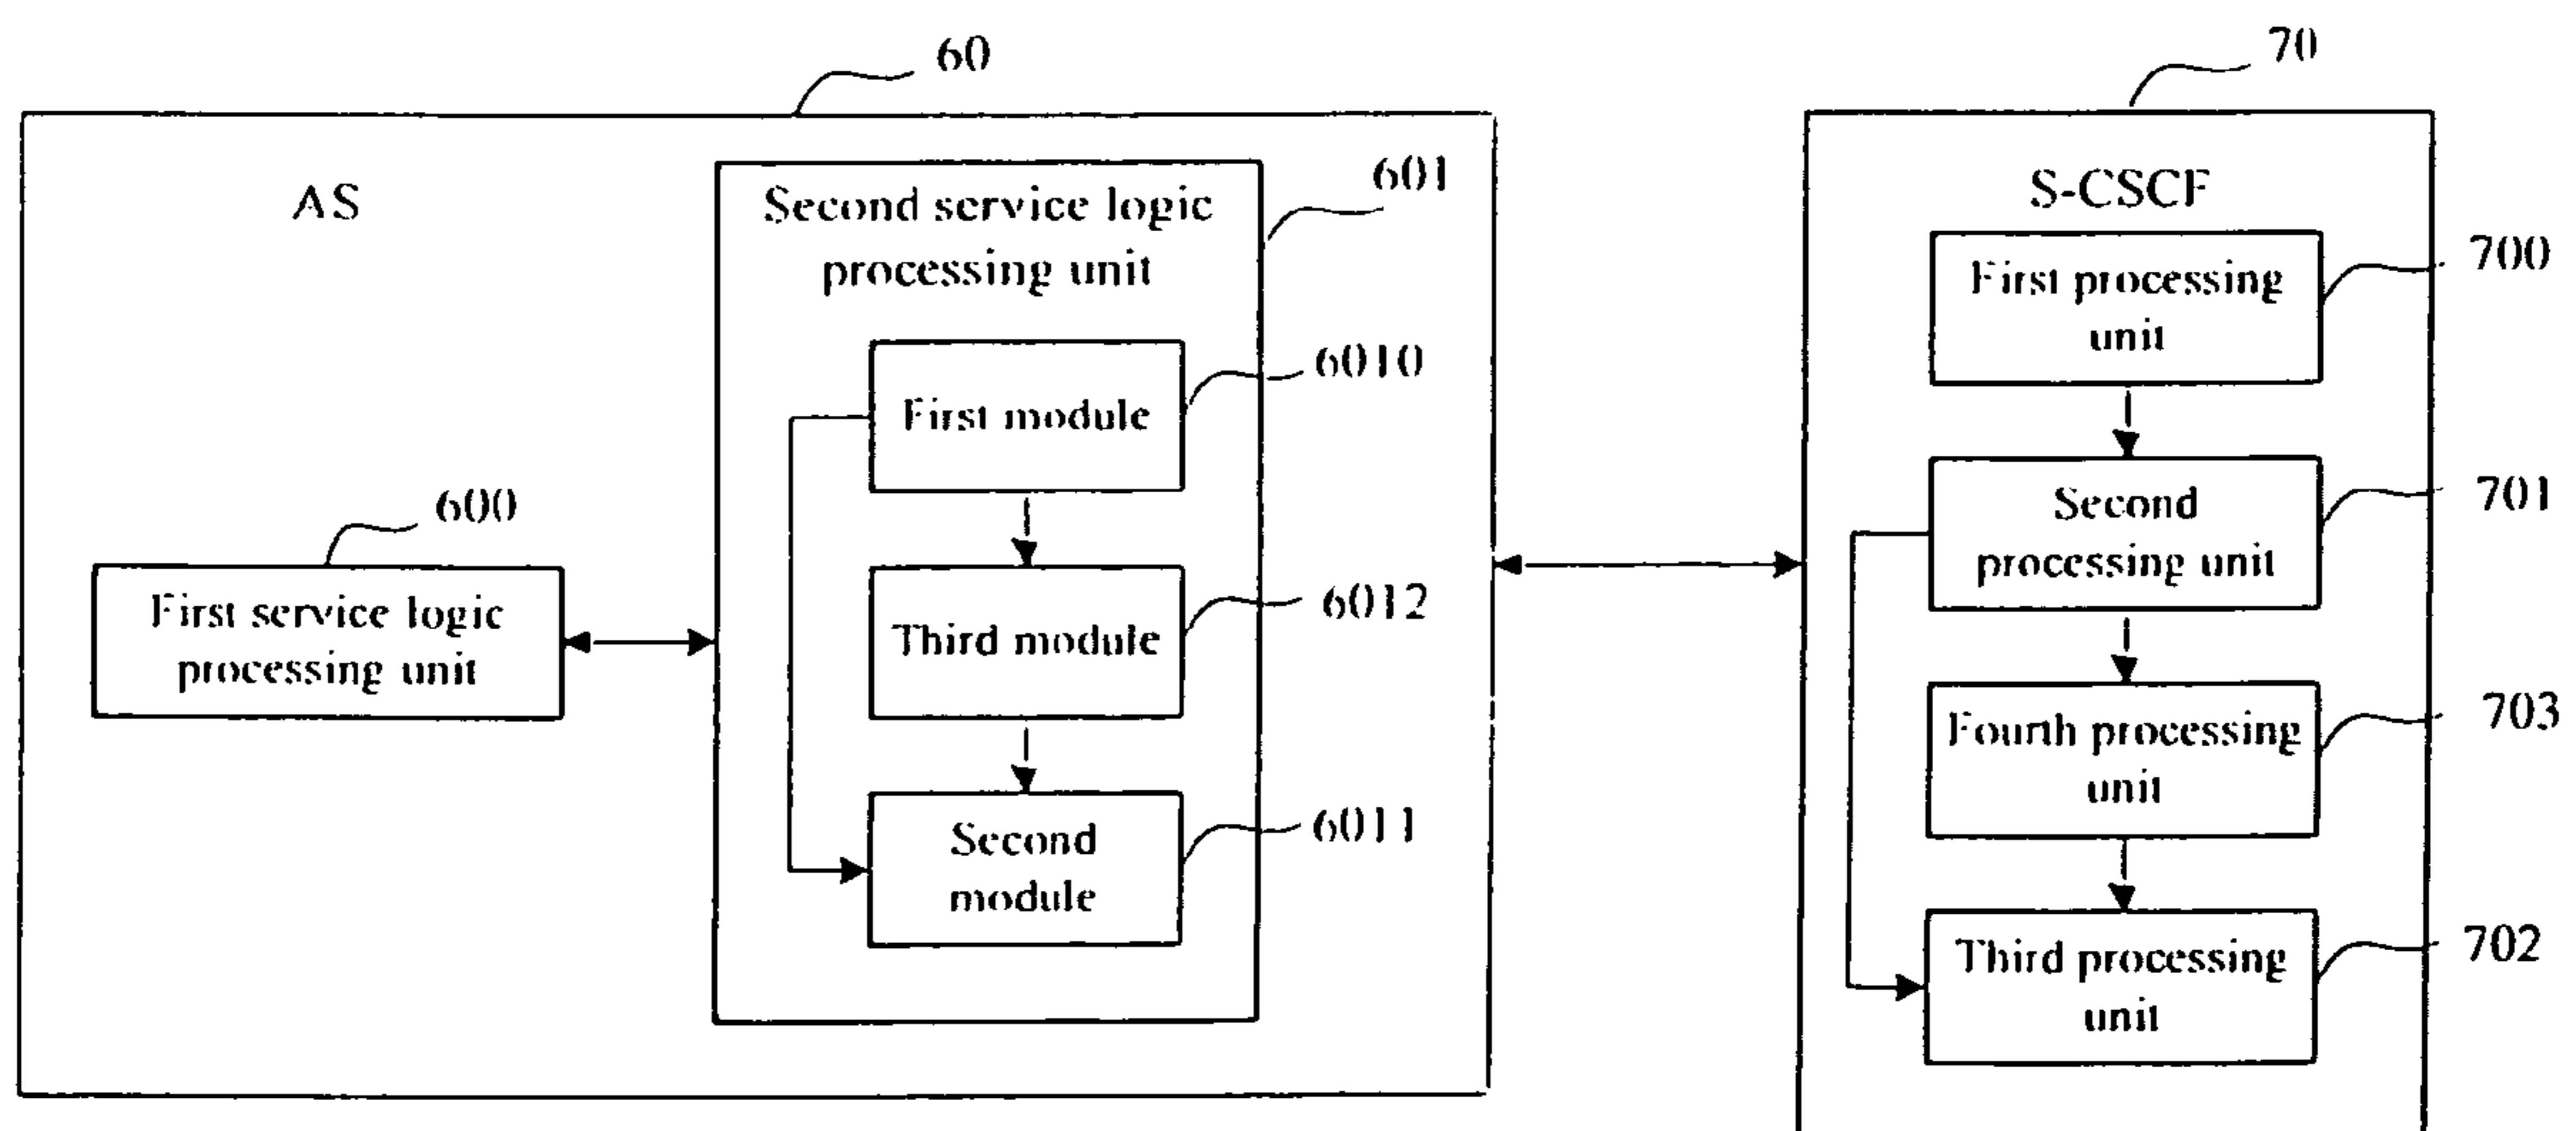 60
70
AS
Second service logic
processing unit
601
S-CSCF
First processing
unit
700
First module
6010
Second
processing unit
701
600
First service logic
processing unit
Third module
6012
Fourth processing
unit
703
Second
module
6011
Third processing
unit
702